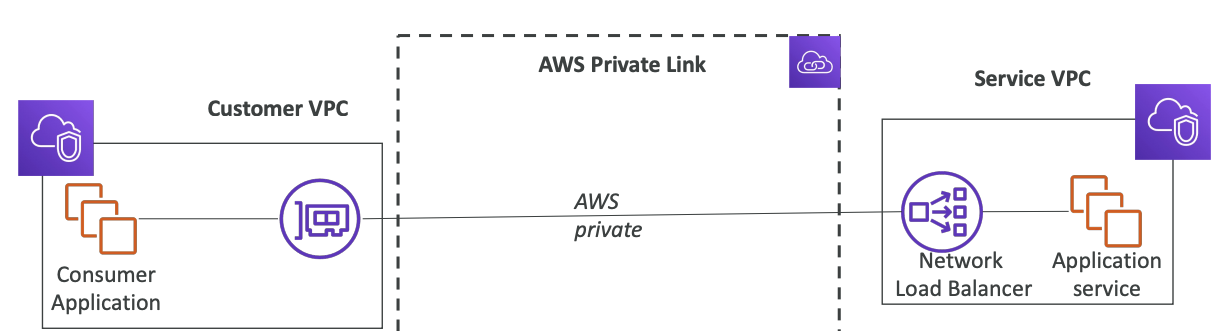 AWS Private Link
Service VPC
Customer VPC
AWS
private
Consumer
Application
Network
Load Balancer
Application
service